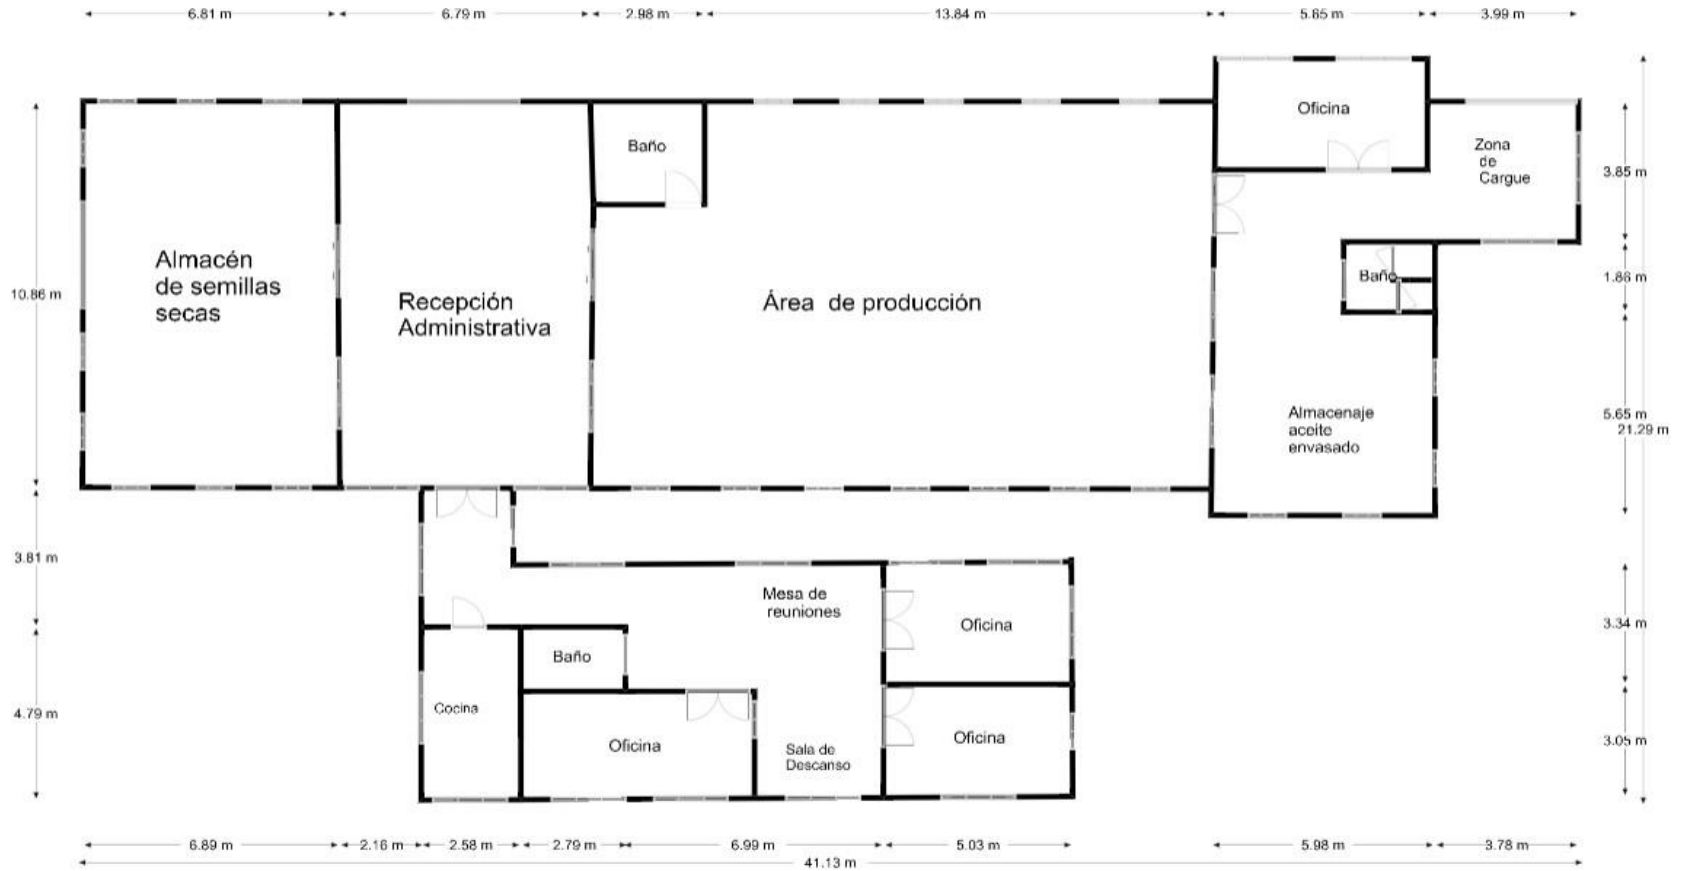 6.81 m
6.79 m
2.98 m
13.84 m
5.65 m
3.99 m
Oficina
Baño
Zona
de
Cargue
3.85 m
Almacén
de semillas
secas
10.86 m
Recepción
Administrativa
Área de producción
Baño
1.88 m
Almacenaje
aceite
envasado
5.65 m
21.29 m
3.81 m
Mesa de
reuniones
Oficina
3.34 m
Baño
Cocina
4.79 m
Oficina
Sala de
Descanso
Oficina
3.05 m
6.89 m
2.16 m
2.58 m
2.79 m
6.99 m
5.03 m
5.98 m
3.78 m
41.13 m